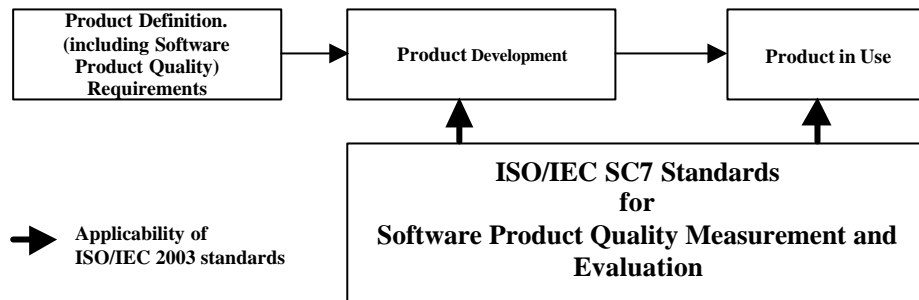 Product Definition.
(including Software
Product Quality)
Requirements
Product Development
Product in Use
ISO/IEC SC7 Standards
for
Software Product Quality Measurement and
Evaluation
Applicability of
ISO/IEC 2003 standards